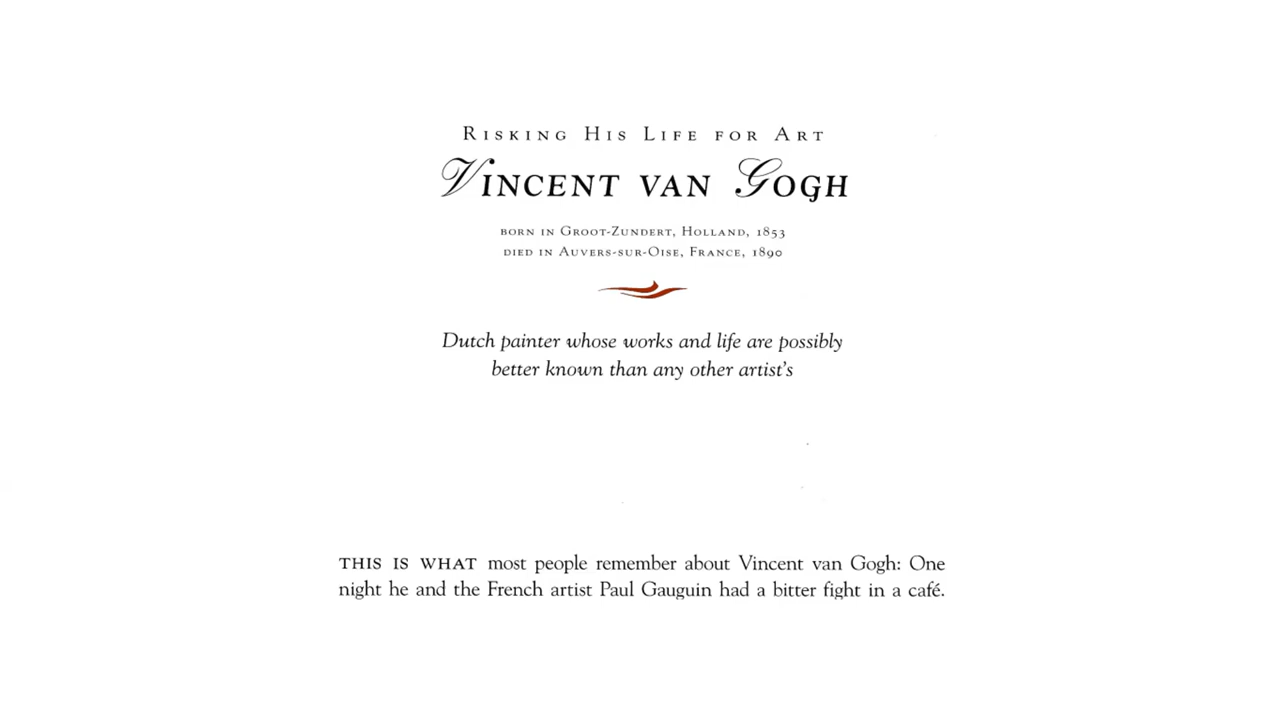 Risking His Life for Art
Vincent van Gogh
born in Groot-Zundert, Holland, 1853
died in Auvers-sur-Oise, France, 1890
Dutch painter whose works and life are possibly
better known than any other artist's
THIS IS WHAT most people remember about Vincent van Gogh: One
night he and the French artist Paul Gauguin had a bitter fight in a café.